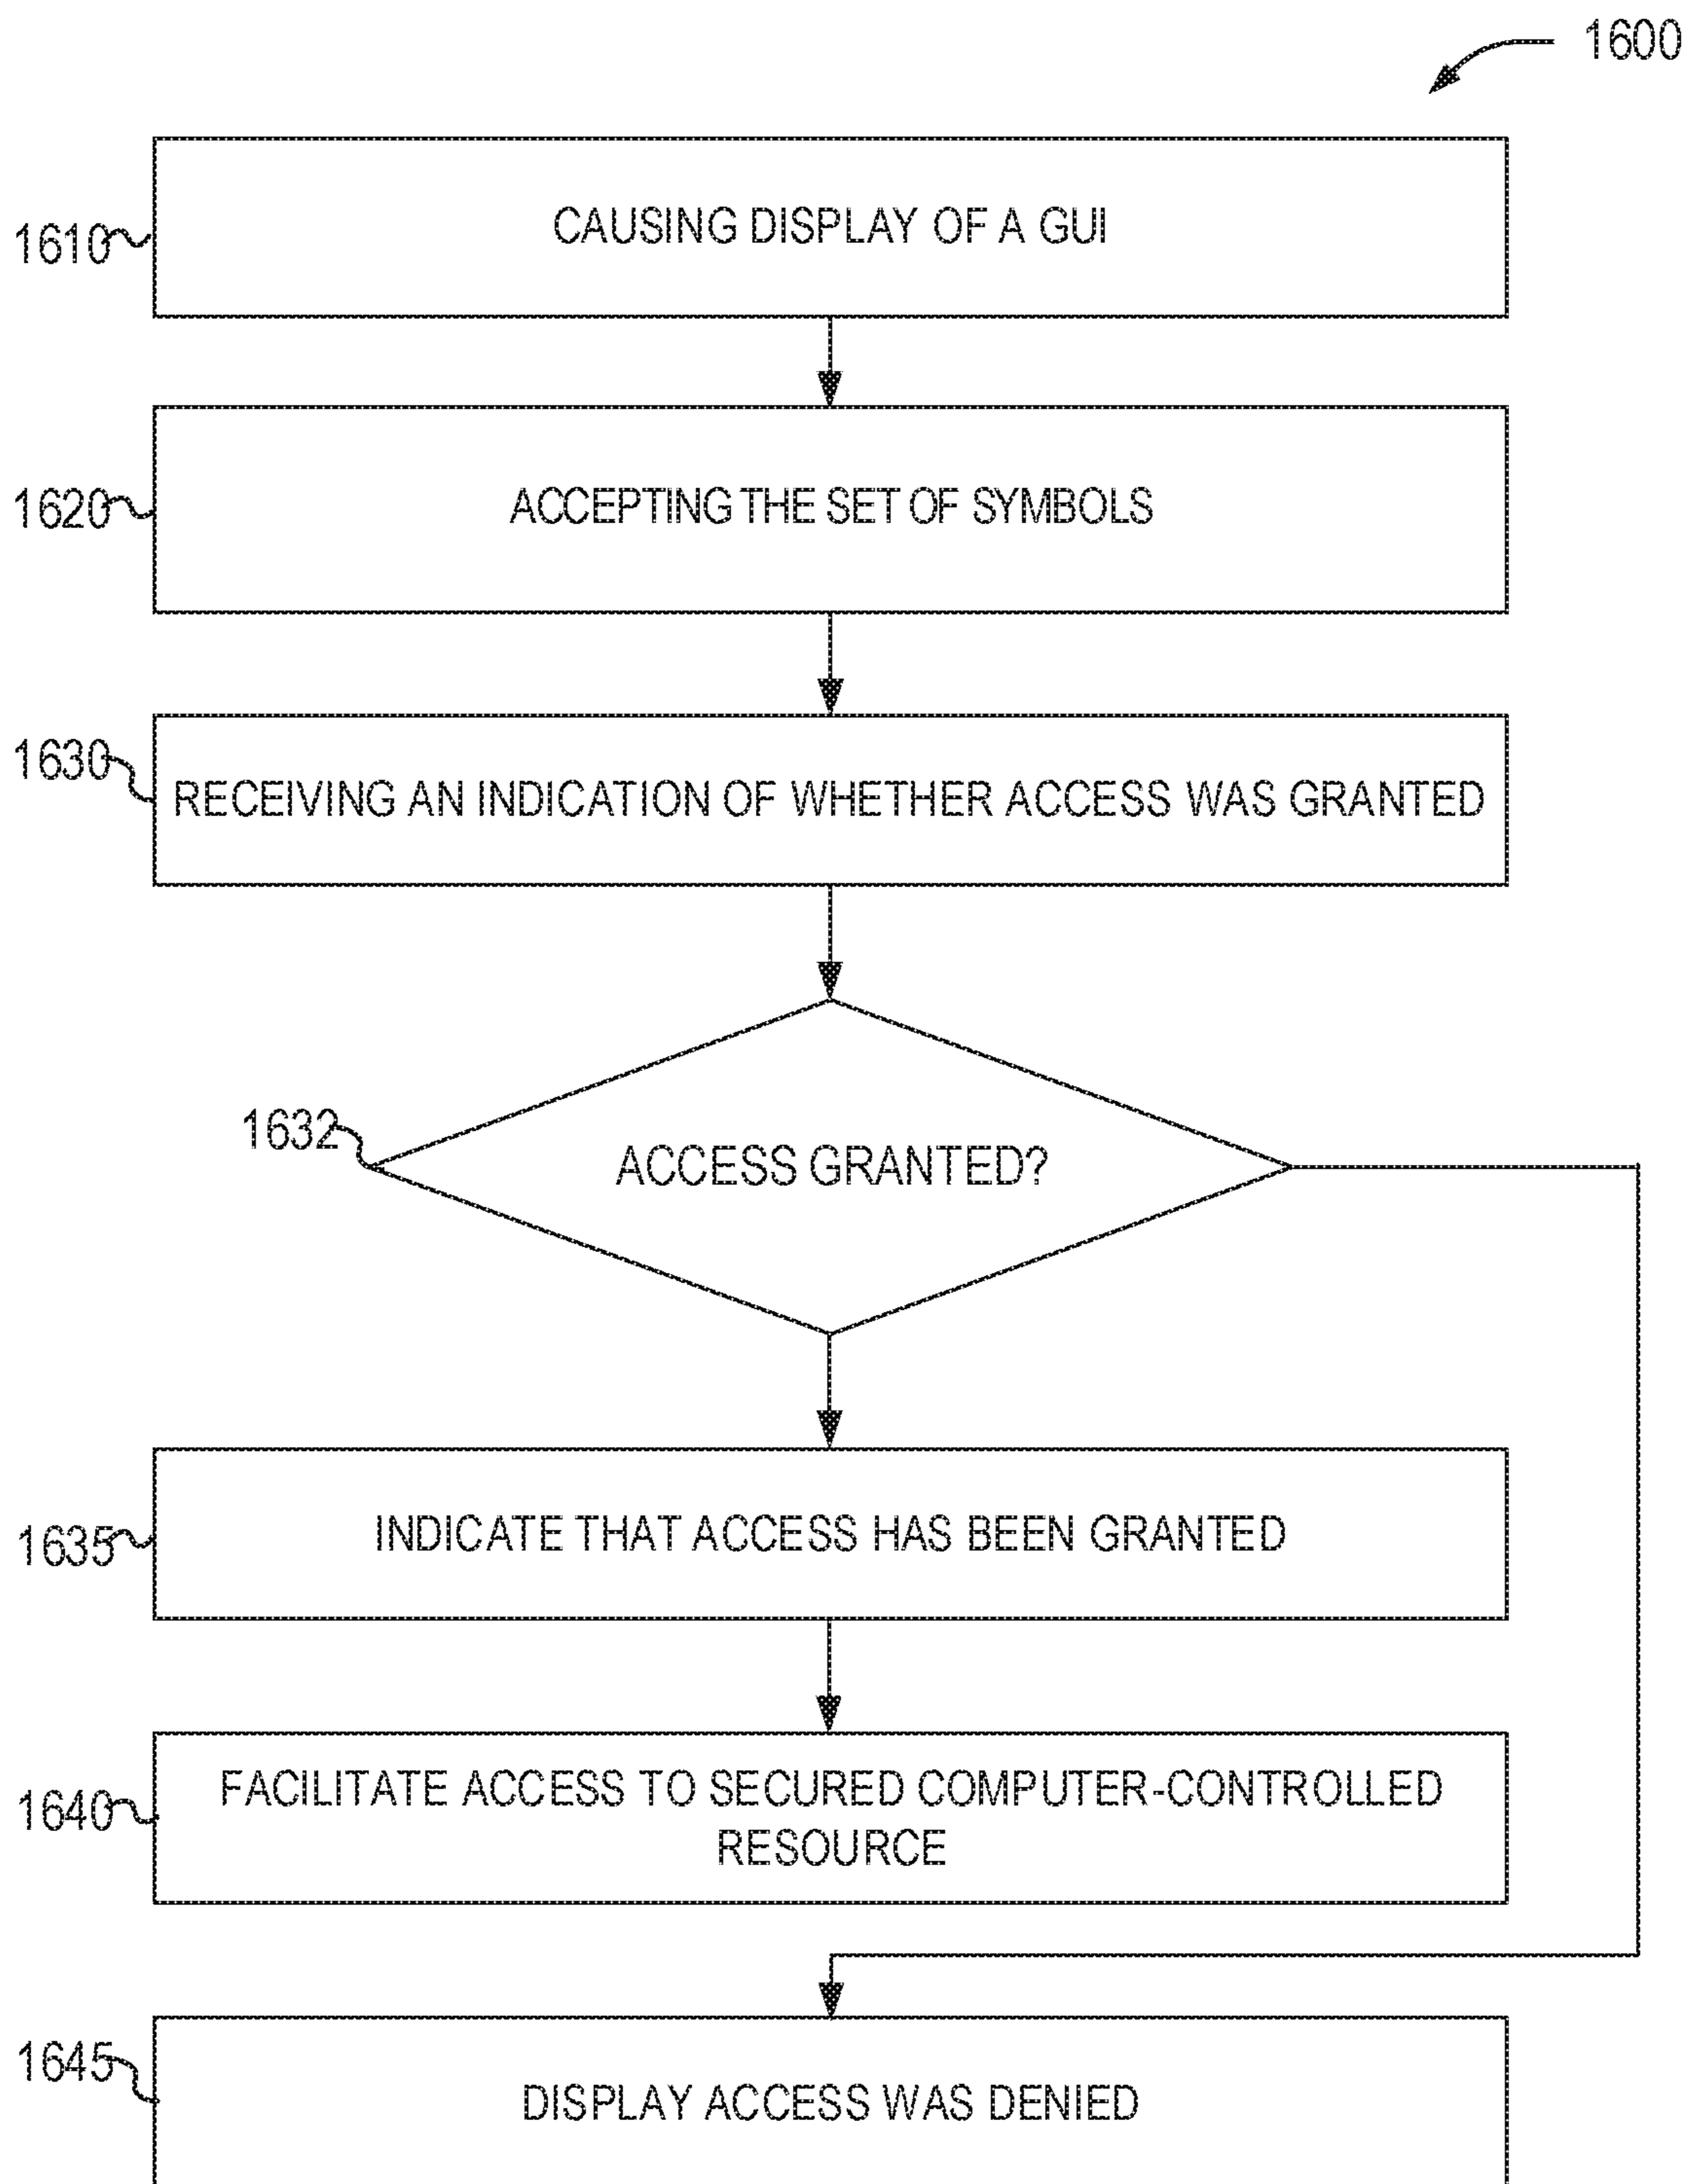 1600
1610
CAUSING DISPLAY OF A GUI
1620
ACCEPTING THE SET OF SYMBOLS
1630
RECEIVING AN INDICATION OF WHETHER ACCESS WAS GRANTED
1632
ACCESS GRANTED?
1635
INDICATE THAT ACCESS HAS BEEN GRANTED
1640
FACILITATE ACCESS TO SECURED COMPUTER-CONTROLLED
RESOURCE
1645
DISPLAY ACCESS WAS DENIED